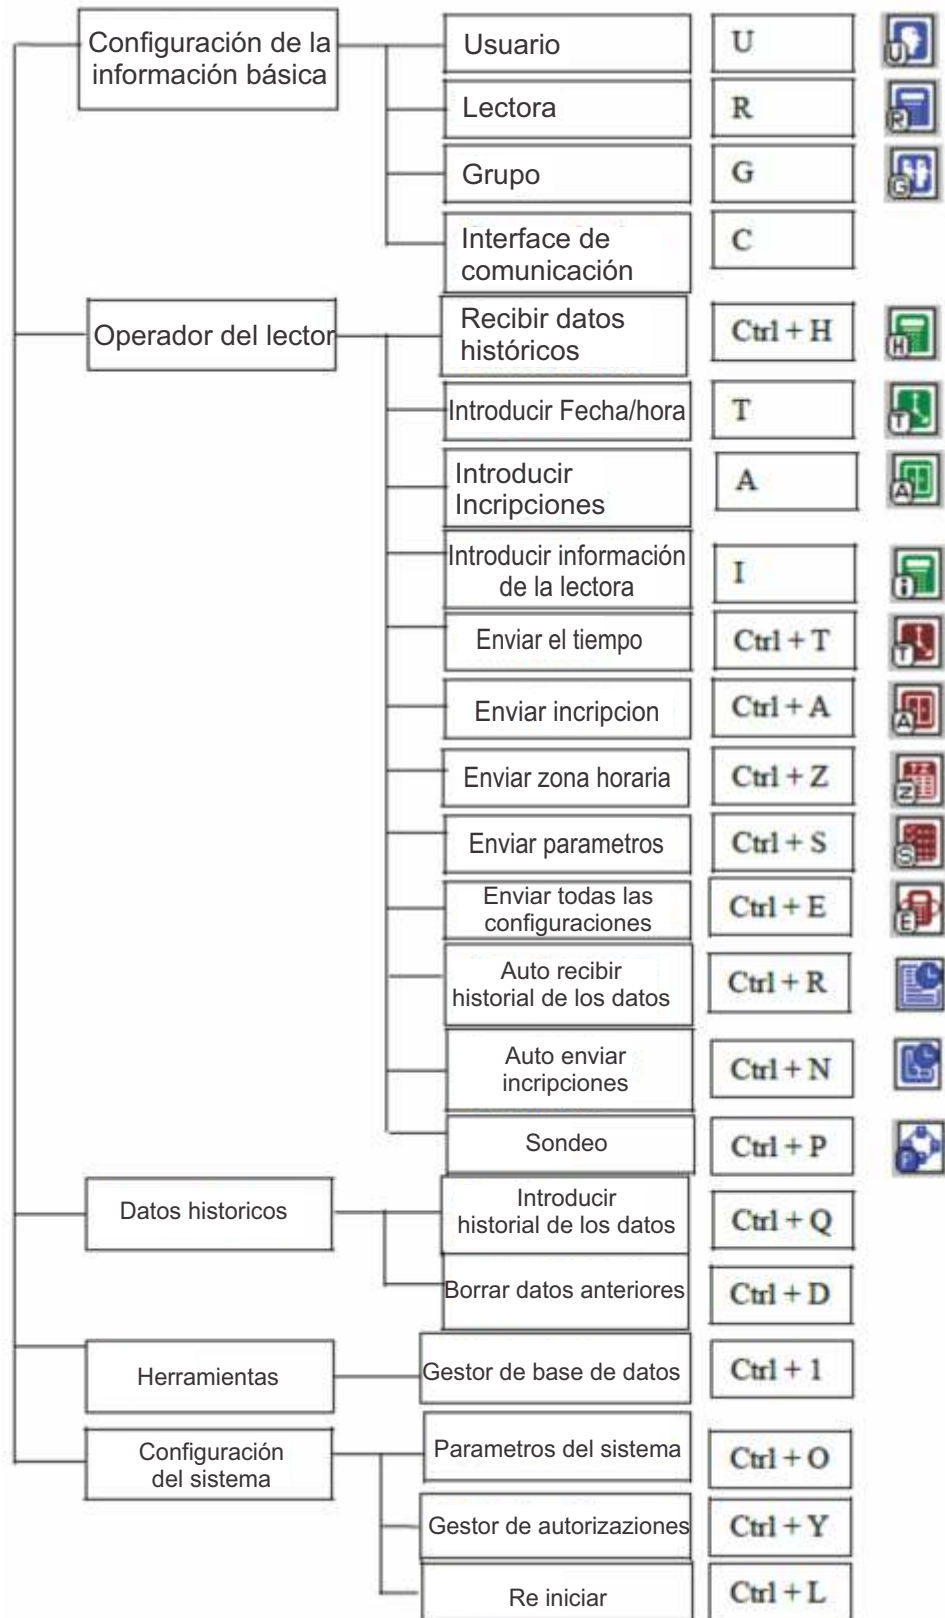 Configuración de la
información básica
Usuario
U
U
Lectora
R
R
Grupo
G
G
Interface de
comunicación
C
Operador del lector
Recibir datos
históricos
Ctrl + H
H
Introducir Fecha/hora
T
T
Introducir
Incripciones
A
A
Introducir información
de la lectora
I
i
Enviar el tiempo
Ctrl + T
T
Enviar incripcion
Ctrl + A
A
Enviar zona horaria
Ctrl + Z
Z
Enviar parametros
Ctrl + S
S
Enviar todas las
configuraciones
Ctrl + E
E
Auto recibir
historial de los datos
Ctrl + R
Auto enviar
incripciones
Ctrl + N
Sondeo
Ctrl + P
P
Datos historicos
Introducir
historial de los datos
Ctrl + Q
Borrar datos anteriores
Ctrl + D
Herramientas
Gestor de base de datos
Ctrl + 1
Configuración
del sistema
Parametros del sistema
Ctrl + O
Gestor de autorizaziones
Ctrl + Y
Re iniciar
Ctrl + L